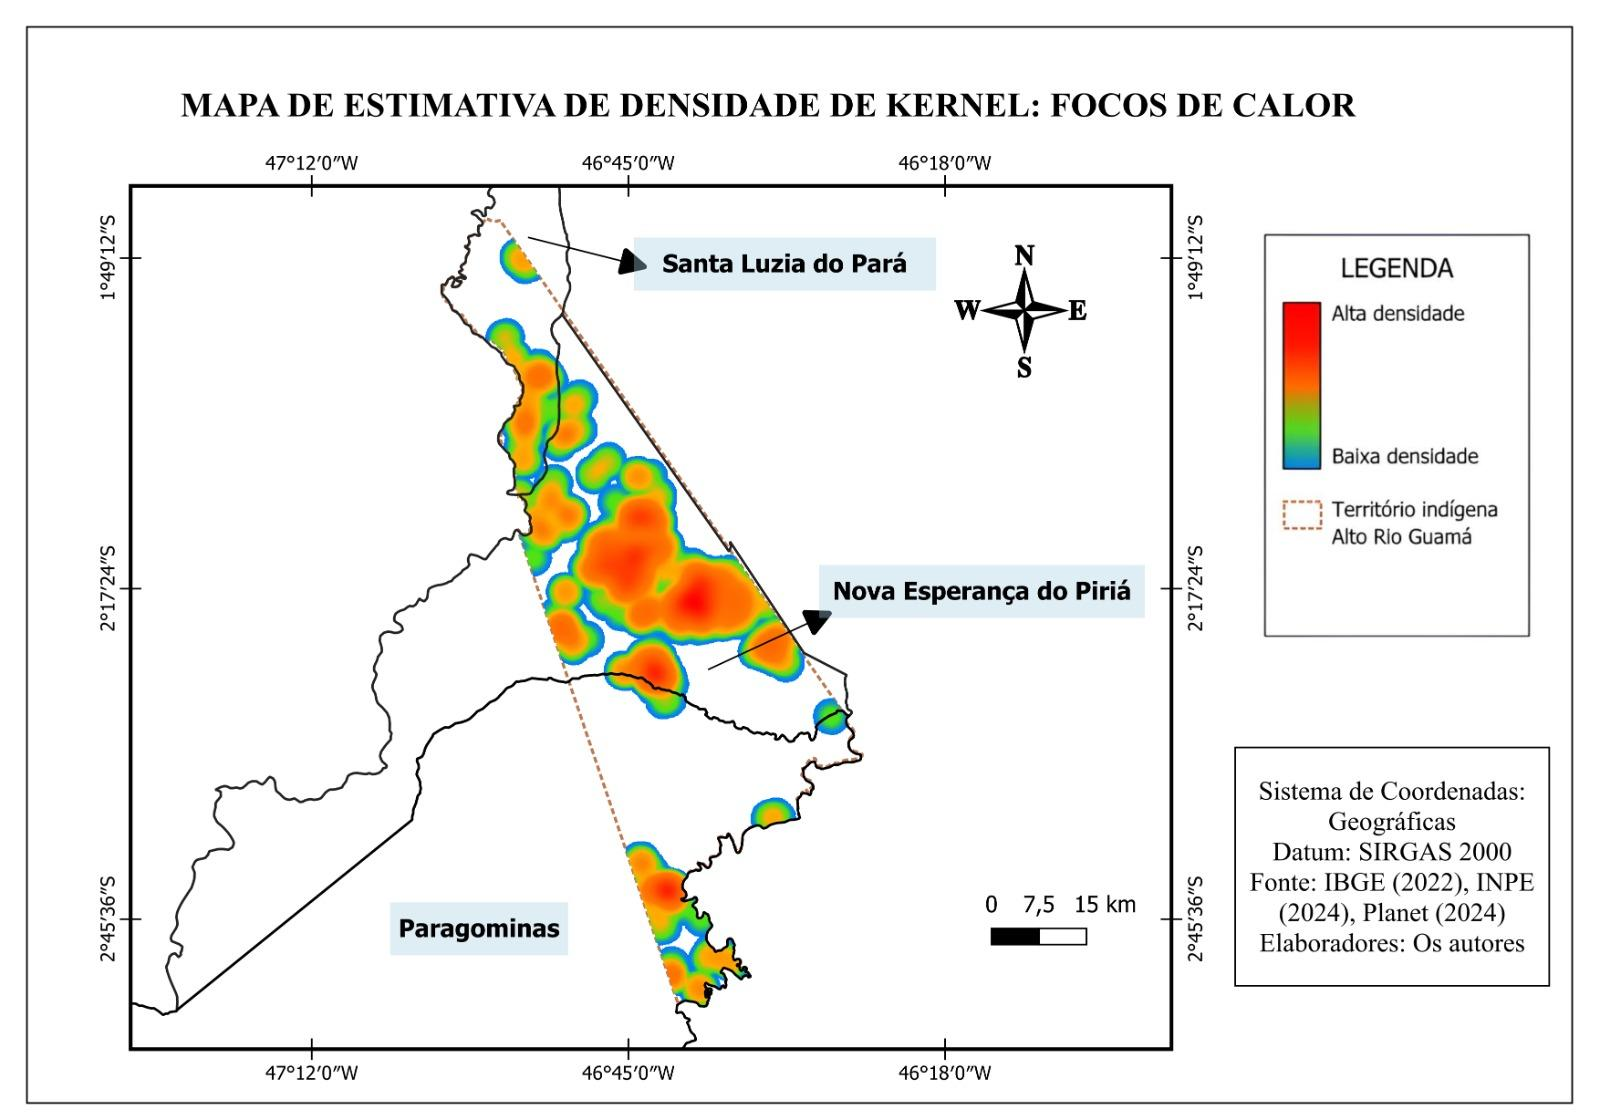 MAPA DE ESTIMATIVA DE DENSIDADE DE KERNEL: FOCOS DE CALOR
47°12′0″W
46°45′0″W
46°18′0″W
1°49′12″S
1°49′12″S
Santa Luzia do Pará
N
W
E
S
LEGENDA
Alta densidade
Baixa densidade
Território indígena
Alto Rio Guamá
2°17′24″S
2°17′24″S
Nova Esperança do Piriá
Sistema de Coordenadas:
Geográficas
Datum: SIRGAS 2000
Fonte: IBGE (2022), INPE
(2024), Planet (2024)
Elaboradores: Os autores
2°45′36″S
2°45′36″S
Paragominas
0 7,5 15 km
47°12′0″W
46°45′0″W
46°18′0″W